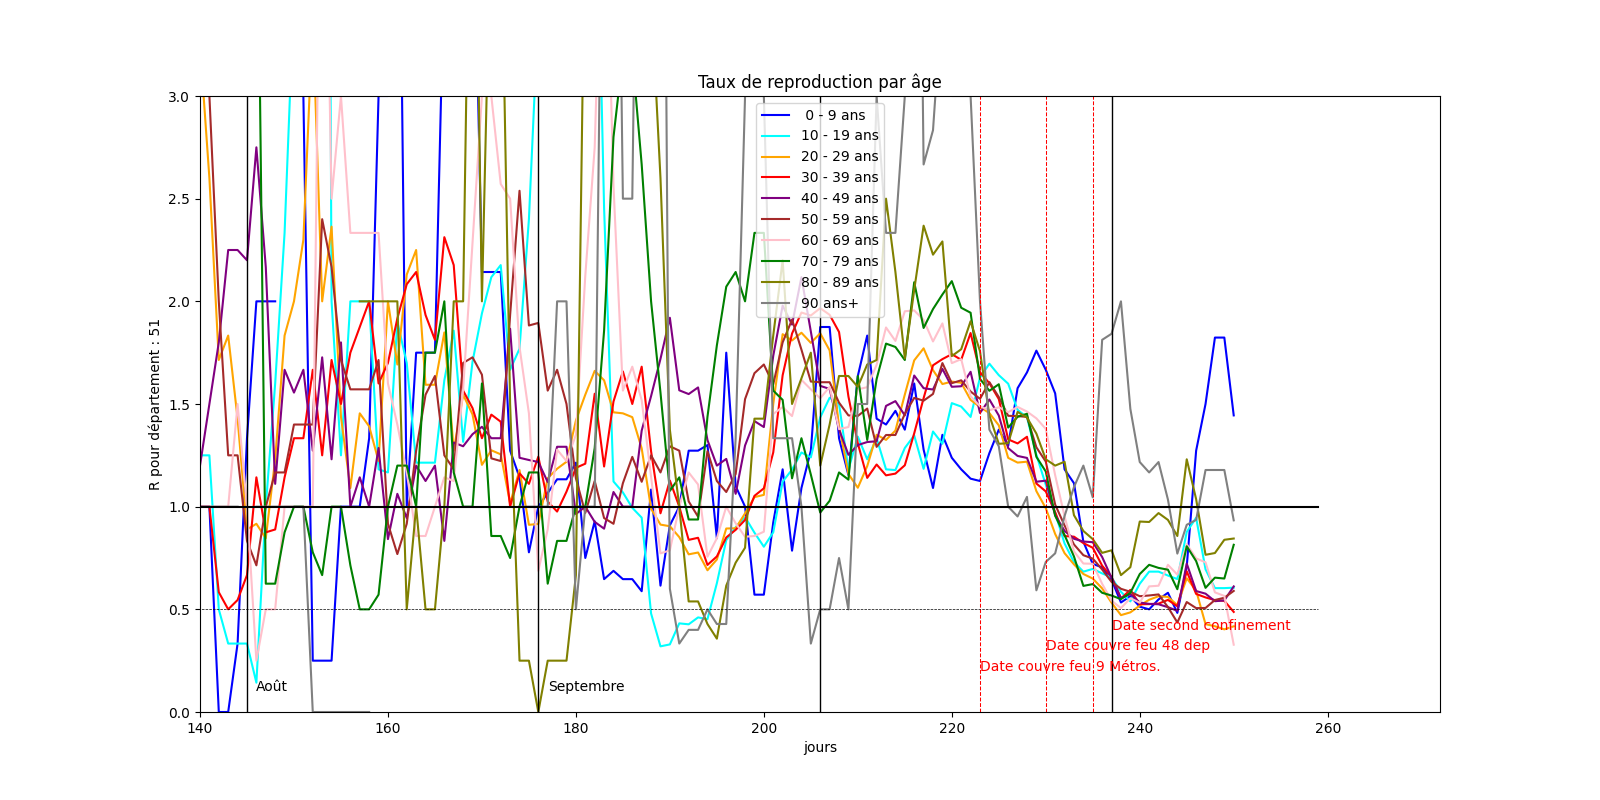 Taux de reproduction par âge
R pour département : 51
3.0
2.5
2.0
1.5
1.0
0.5
0.0
0 - 9 ans
10 - 19 ans
20 - 29 ans
30 - 39 ans
40 - 49 ans
50 - 59 ans
60 - 69 ans
70 - 79 ans
80 - 89 ans
90 ans+
Date second confinement
Date couvre feu 48 dep
Date couvre feu 9 Métros.
Août
Septembre
140
160
180
200
220
240
260
jours